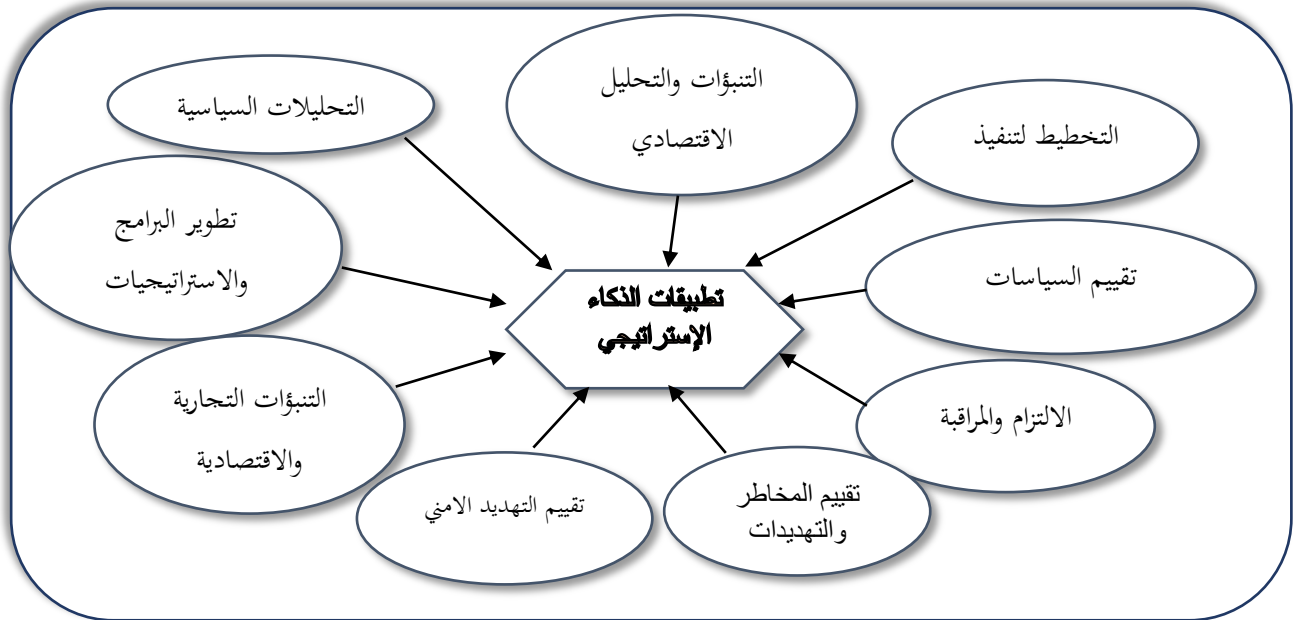 التنبؤات والتحليل
الاقتصادي
التحليلات السياسية
التخطيط لتنفيذ
تطوير البرامج
والاستراتيجيات
تقييم السياسات
تطبيقات الذكاء
الإستراتيجي
التنبؤات التجارية
والاقتصادية
الالتزام والمراقبة
تقييم التهديد الامني
تقييم المخاطر
والتهديدات